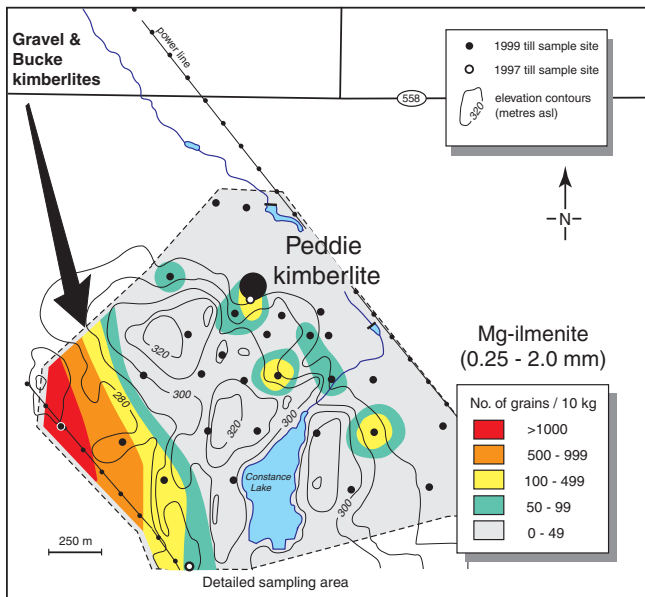 Gravel &
Bucke
kimberlites
power line
1999 till sample site
1997 till sample site
320
elevation contours
(metres asl)
558
N
Peddie
kimberlite
320
300
280
300
320
300
300
Constance
Lake
Mg-ilmenite
(0.25 - 2.0 mm)
No. of grains / 10 kg
>1000
500 - 999
100 - 499
50 - 99
0 - 49
250 m
Detailed sampling area